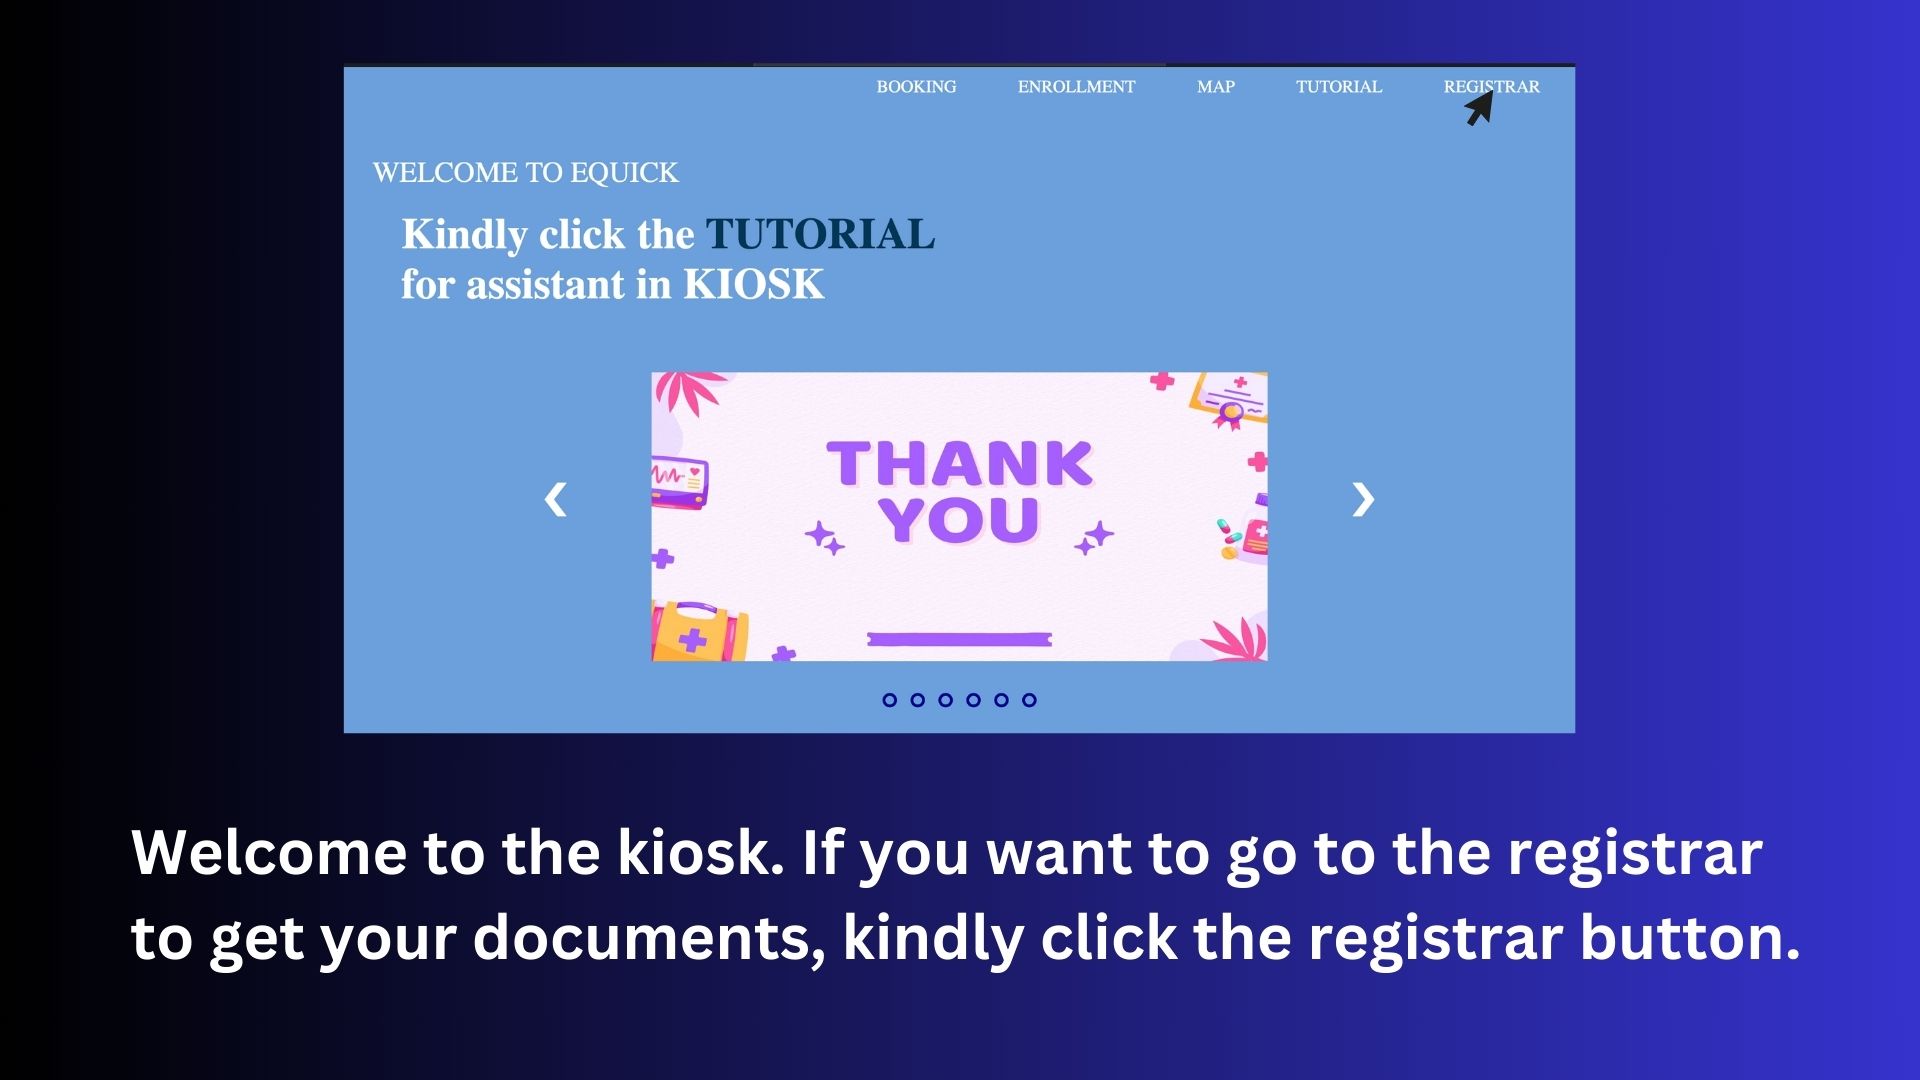 BOOKING ENROLLMENT MAP TUTORIAL REGISTRAR
WELCOME TO EQUICK
Kindly click the TUTORIAL
for assistant in KIOSK
THANK
YOU
Welcome to the kiosk. If you want to go to the registrar
to get your documents, kindly click the registrar button.